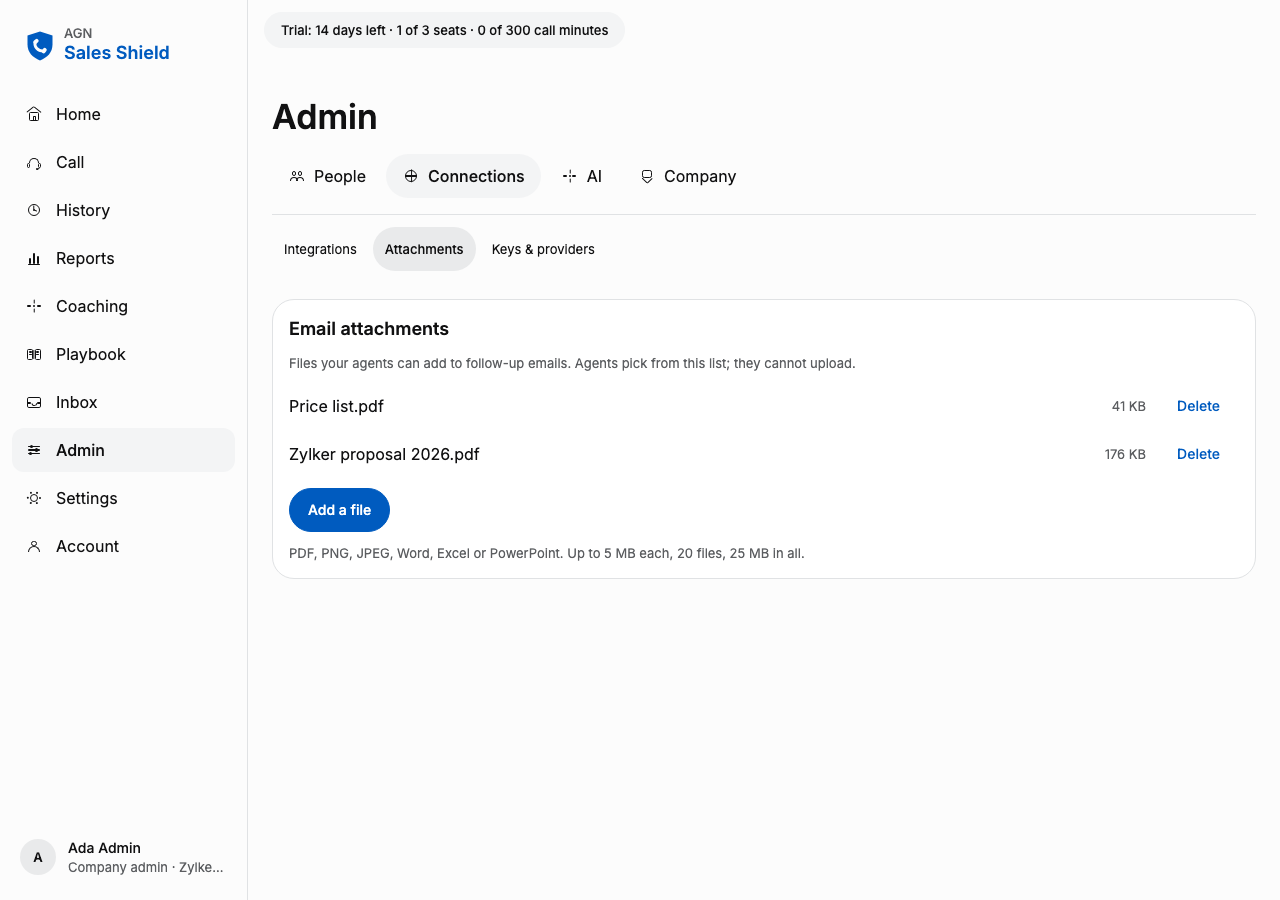 AGN
Sales Shield
Trial: 14 days left · 1 of 3 seats · 0 of 300 call minutes
Home
Call
History
Reports
Coaching
Playbook
Inbox
Admin
Settings
Account
Admin
People
Connections
AI
Company
Integrations
Attachments
Keys & providers
Email attachments
Files your agents can add to follow-up emails. Agents pick from this list; they cannot upload.
Price list.pdf 41 KB Delete
Zylker proposal 2026.pdf 176 KB Delete
Add a file
PDF, PNG, JPEG, Word, Excel or PowerPoint. Up to 5 MB each, 20 files, 25 MB in all.
A
Ada Admin
Company admin · Zylke...